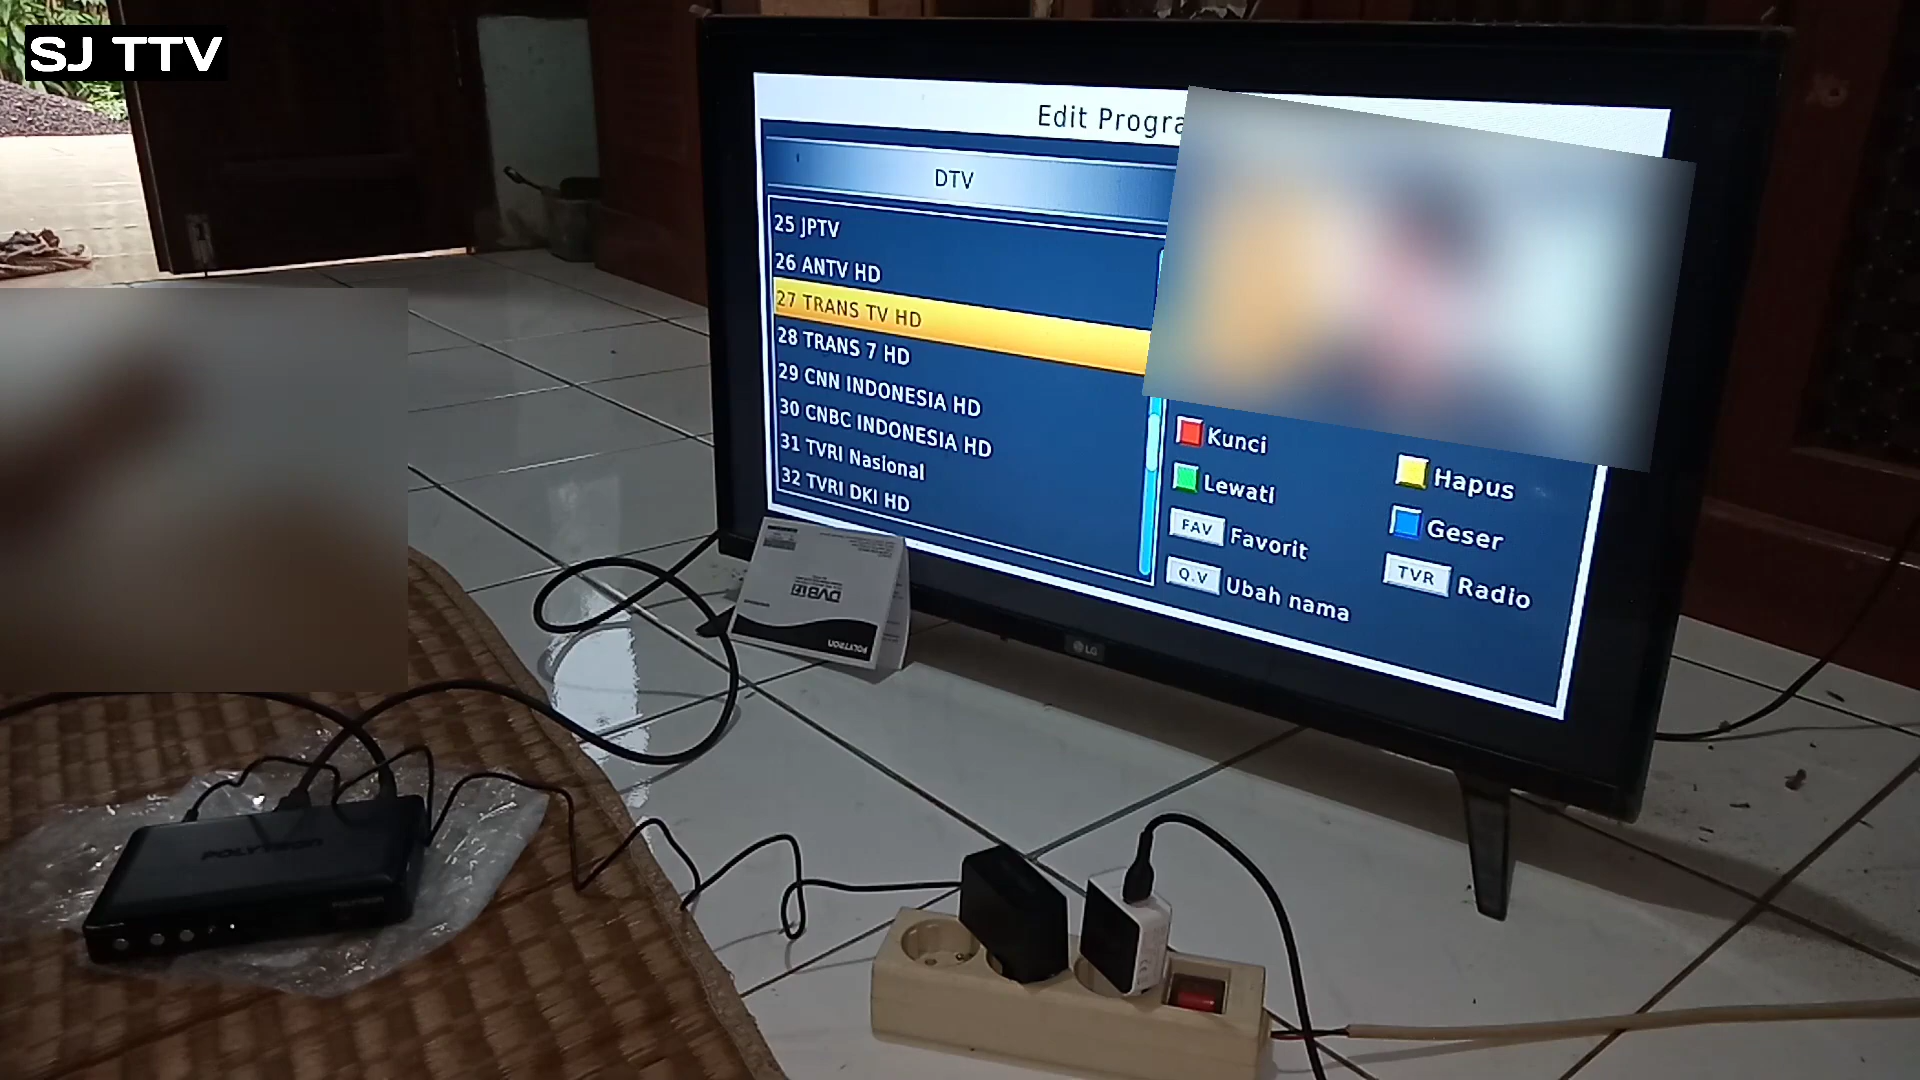 SJ TTV
Edit Progra
DTV
25 JPTV
26 ANTV HD
27 TRANS TV HD
28 TRANS 7 HD
29 CNN INDONESIA HD
30 CNBC INDONESIA HD
31 TVRI Nasional
32 TVRI DKI HD
Kunci
Hapus
Lewati
Geser
FAV Favorit
TVR Radio
Q.V Ubah nama
LG
DVB T2
POLYTRON
POLYTRON
POLYTRON